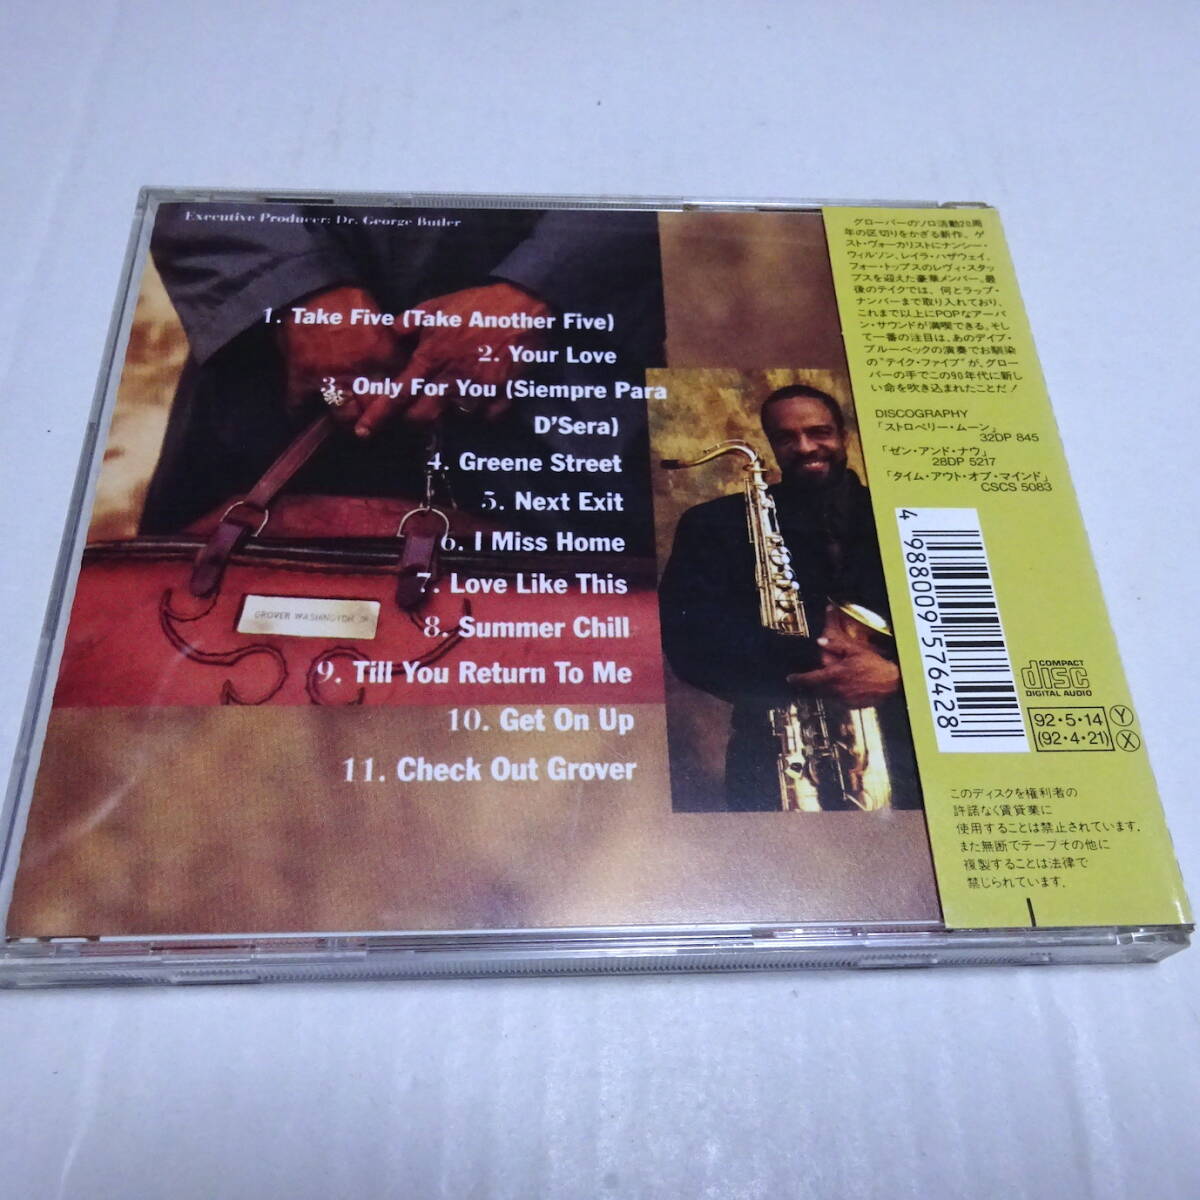 Executive Producer: Dr. George Butler
1. Take Five (Take Another Five)
2. Your Love
3. Only For You (Siempre Para
D'Sera)
4. Greene Street
5. Next Exit
6. I Miss Home
7. Love Like This
8. Summer Chill
9. Till You Return To Me
10. Get On Up
11. Check Out Grover
GROVER WASHINGTON JR
グローバーのソロ活動20周
年の区切りをかざる新作。ゲ
スト・ヴォーカリストにナンシー・
ウィルソン、レイラ・ハザウェイ、
フォー・トップスのレヴィ・スタッ
プスを迎えた豪華メンバー。最
後のテイクでは、何とラップ・
ナンバーまで取り入れており、
これまで以上にPOPなアーバ
ン・サウンドが満喫できる。そし
て一番の注目は、あのデイブ・
ブルーベックの演奏でお馴染
の“テイク・ファイブ”が、グロー
バーの手でこの90年代に新し
い命を吹き込まれたことだ!
DISCOGRAPHY
「ストロベリー・ムーン」
32DP 845
「ゼン・アンド・ナウ」
28DP 5217
「タイム・アウト・オブ・マインド」
CSCS 5083
4 988009 576428
COMPACT
disc
DIGITAL AUDIO
92・5・14 Y
(92・4・21) X
このディスクを権利者の
許諾なく賃貸業に
使用することは禁止されています。
また無断でテープその他に
複製することは法律で
禁じられています。